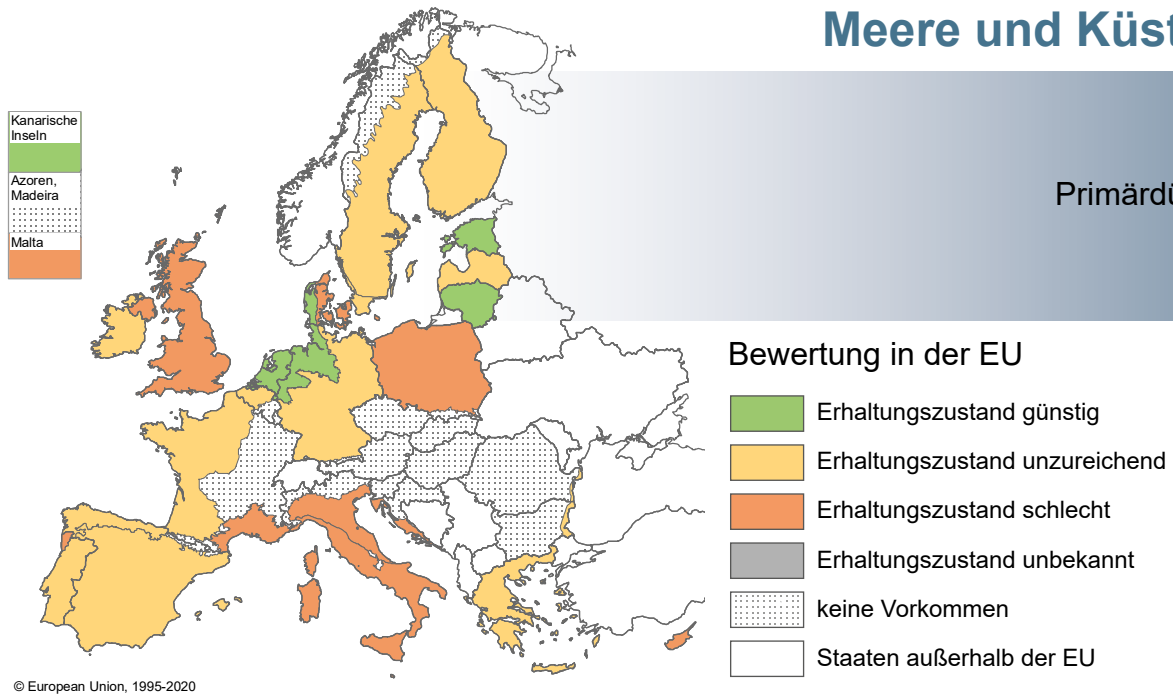 Meere und Küst
Kanarische
Inseln
Azoren,
Madeira
Malta
Primärdü
Bewertung in der EU
Erhaltungszustand günstig
Erhaltungszustand unzureichend
Erhaltungszustand schlecht
Erhaltungszustand unbekannt
keine Vorkommen
Staaten außerhalb der EU
© European Union, 1995-2020